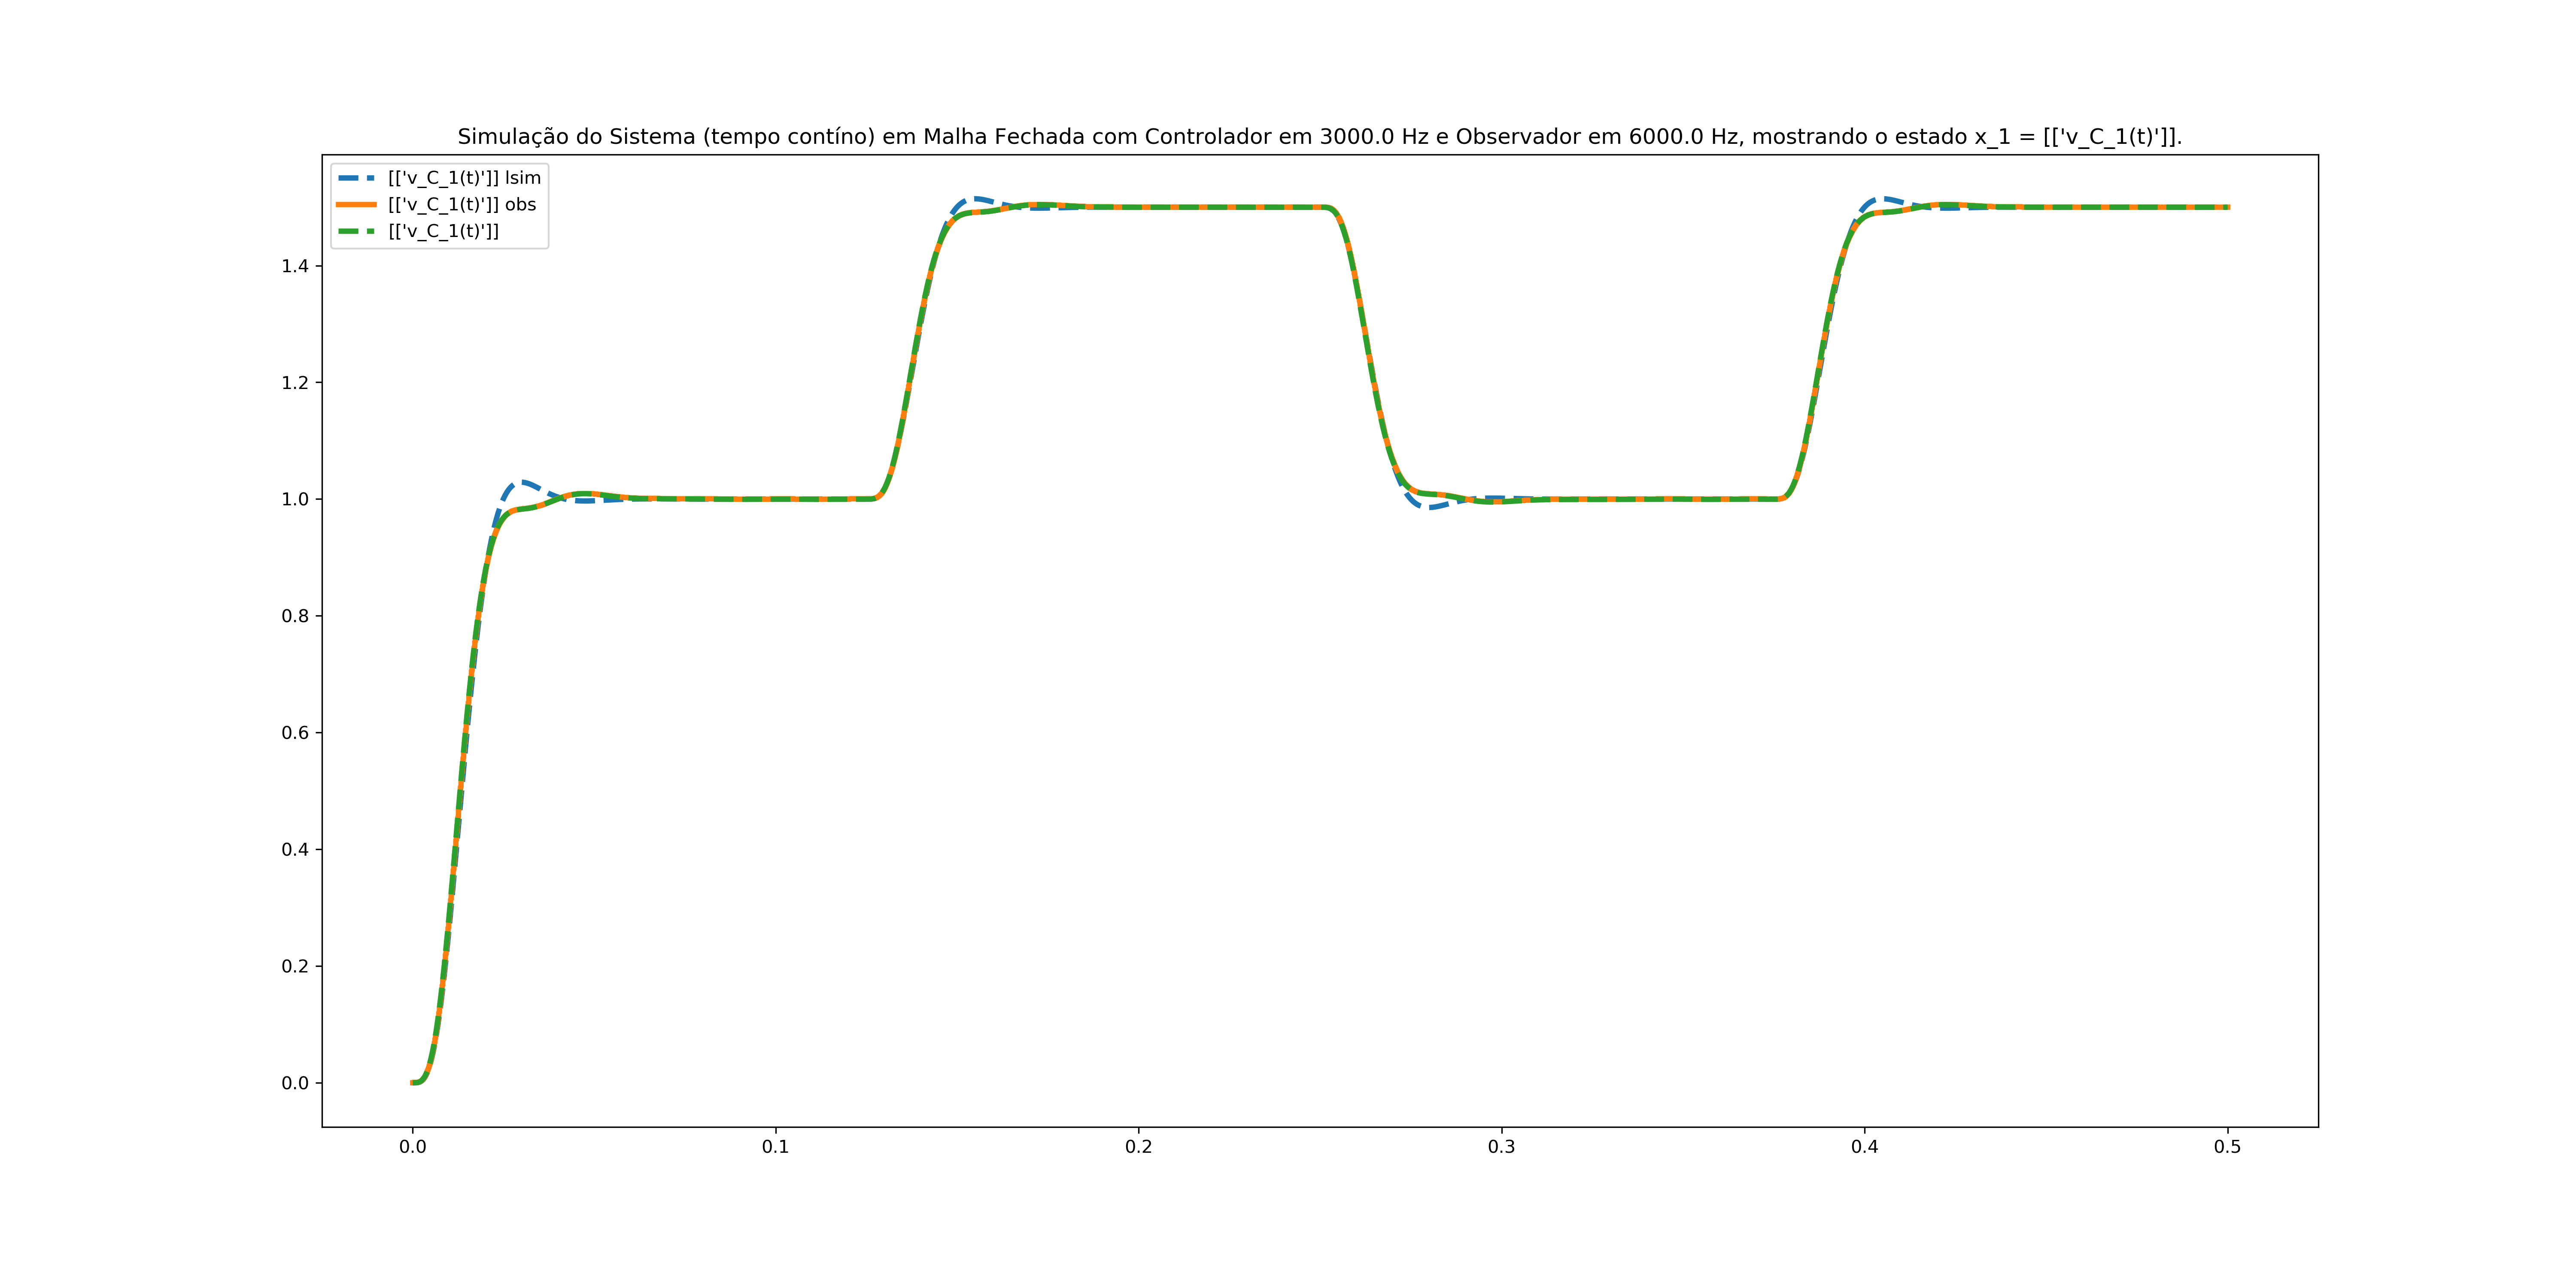 Simulação do Sistema (tempo contíno) em Malha Fechada com Controlador em 3000.0 Hz e Observador em 6000.0 Hz, mostrando o estado x_1 = [['v_C_1(t)']].
[['v_C_1(t)']] lsim
[['v_C_1(t)']] obs
[['v_C_1(t)']]
1.4
1.2
1.0
0.8
0.6
0.4
0.2
0.0
0.0 0.1 0.2 0.3 0.4 0.5